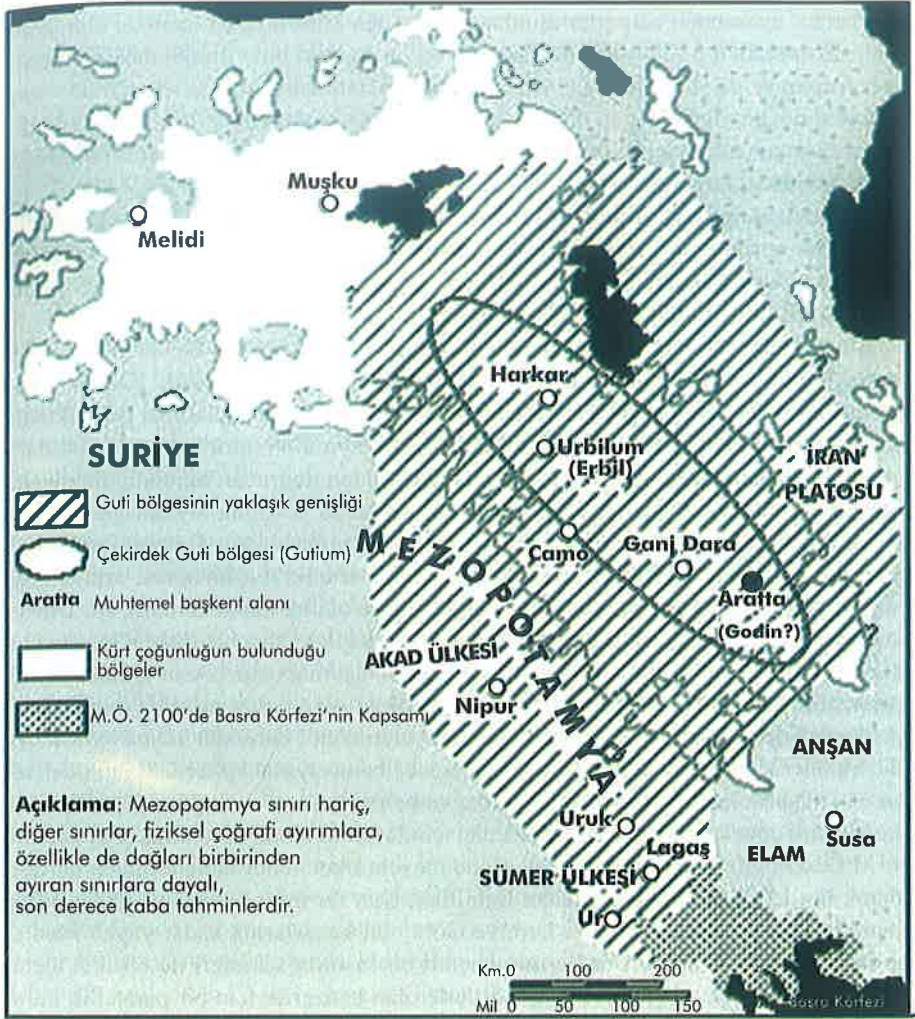 Muşku
Melidi
Harkar
SURİYE
Urbilum
(Erbil)
İRAN
PLATOSU
Guti bölgesinin yaklaşık genişliği
Çekirdek Guti bölgesi (Gutium)
MEZOPOTAMYA
Çamo
Ganj Dara
Aratta
(Godin?)
Aratta Muhtemel başkent alanı
AKAD ÜLKESİ
Kürt çoğunluğun bulunduğu
bölgeler
Nipur
M.Ö. 2100'de Basra Körfezi'nin Kapsamı
ANŞAN
Açıklama: Mezopotamya sınırı hariç,
diğer sınırlar, fiziksel çoğrafi ayırımlara,
özellikle de dağları birbirinden
ayıran sınırlara dayalı,
son derece kaba tahminlerdir.
Uruk
Susa
Lagaş
ELAM
SÜMER ÜLKESİ
Ur
Km.0 100 200
Mil 0 50 100 150
Basra Körfezi